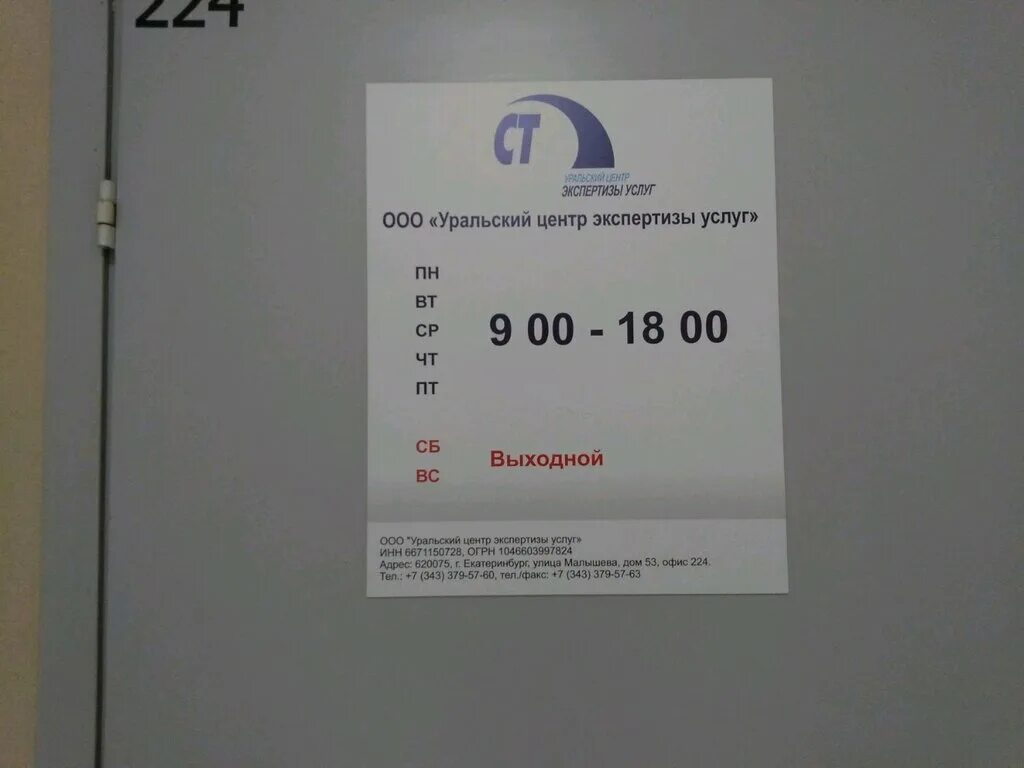 224
СТ
УРАЛЬСКИЙ ЦЕНТР
ЭКСПЕРТИЗЫ УСЛУГ
ООО «Уральский центр экспертизы услуг»
ПН
ВТ
СР
ЧТ
ПТ
9 00 - 18 00
СБ
ВС
Выходной
ООО "Уральский центр экспертизы услуг»
ИНН 6671150728, ОГРН 1046603997824
Адрес: 620075, г. Екатеринбург, улица Малышева, дом 53, офис 224.
Тел.: +7 (343) 379-57-60, тел./факс: +7 (343) 379-57-63